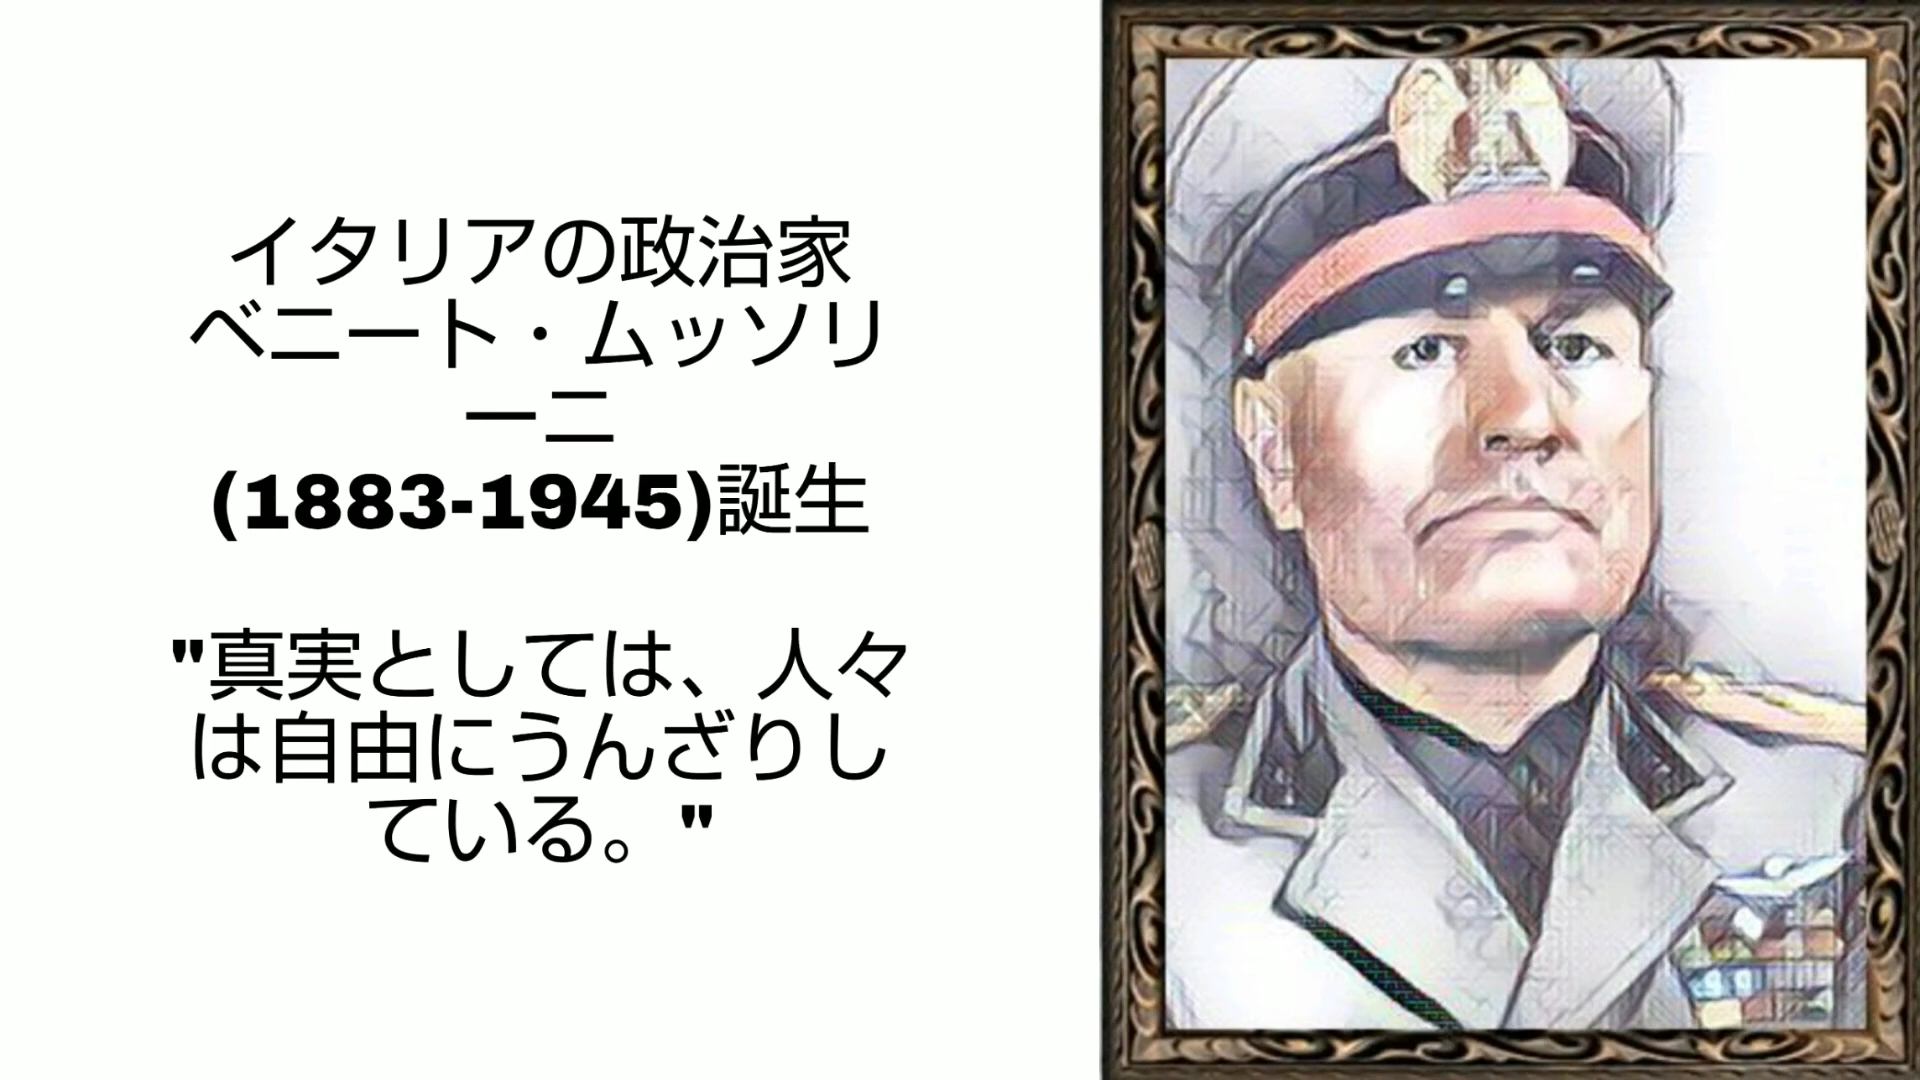 イタリアの政治家
ベニート・ムッソリ
ーニ
(1883-1945)誕生
"真実としては、人々
は自由にうんざりし
ている。"